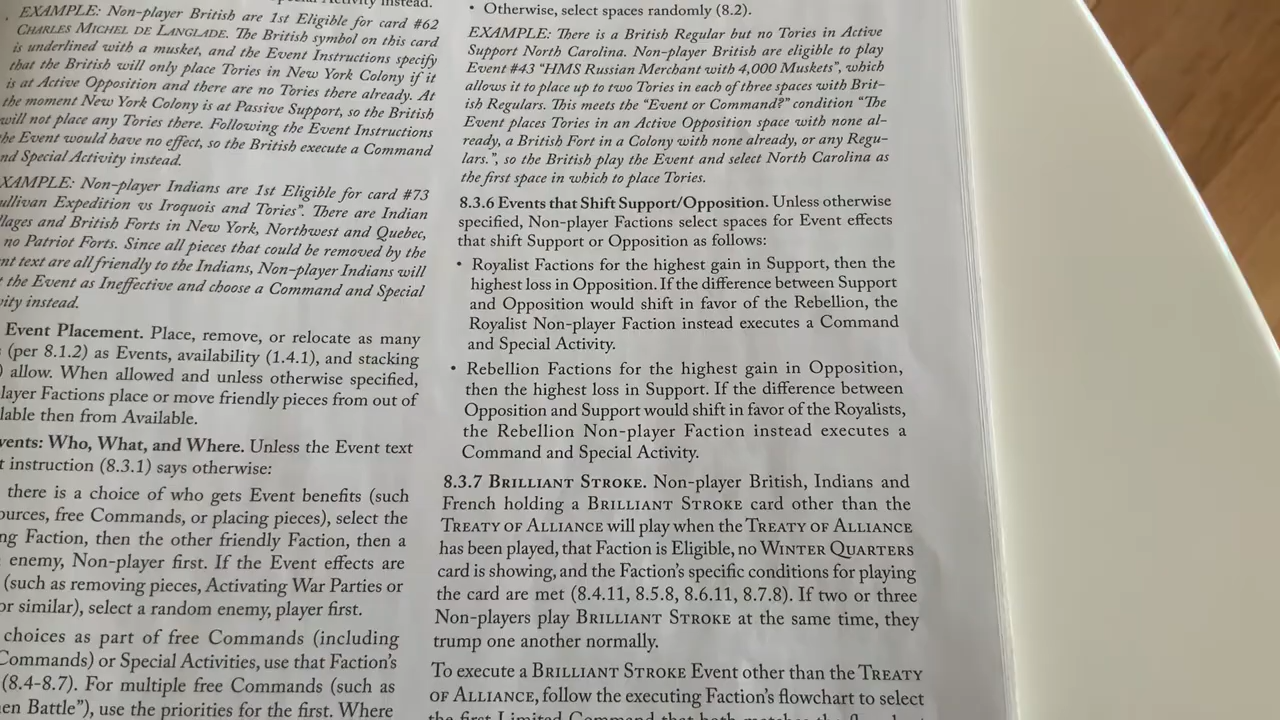 Activity instead.
EXAMPLE: Non-player British are 1st Eligible for card #62
CHARLES MICHEL DE LANGLADE. The British symbol on this card
is underlined with a musket, and the Event Instructions specify
that the British will only place Tories in New York Colony if it
is at Active Opposition and there are no Tories there already. At
the moment New York Colony is at Passive Support, so the British
will not place any Tories there. Following the Event Instructions
the Event would have no effect, so the British execute a Command
nd Special Activity instead.
XAMPLE: Non-player Indians are 1st Eligible for card #73
ullivan Expedition vs Iroquois and Tories". There are Indian
llages and British Forts in New York, Northwest and Quebec,
no Patriot Forts. Since all pieces that could be removed by the
nt text are all friendly to the Indians, Non-player Indians will
t the Event as Ineffective and choose a Command and Special
vity instead.
Event Placement. Place, remove, or relocate as many
(per 8.1.2) as Events, availability (1.4.1), and stacking
) allow. When allowed and unless otherwise specified,
layer Factions place or move friendly pieces from out of
lable then from Available.
vents: Who, What, and Where. Unless the Event text
t instruction (8.3.1) says otherwise:
there is a choice of who gets Event benefits (such
ources, free Commands, or placing pieces), select the
ng Faction, then the other friendly Faction, then a
enemy, Non-player first. If the Event effects are
(such as removing pieces, Activating War Parties or
or similar), select a random enemy, player first.
choices as part of free Commands (including
Commands) or Special Activities, use that Faction's
(8.4-8.7). For multiple free Commands (such as
en Battle"), use the priorities for the first. Where
• Otherwise, select spaces randomly (8.2).
EXAMPLE: There is a British Regular but no Tories in Active
Support North Carolina. Non-player British are eligible to play
Event #43 "HMS Russian Merchant with 4,000 Muskets", which
allows it to place up to two Tories in each of three spaces with Brit-
ish Regulars. This meets the "Event or Command?" condition "The
Event places Tories in an Active Opposition space with none al-
ready, a British Fort in a Colony with none already, or any Regu-
lars.", so the British play the Event and select North Carolina as
the first space in which to place Tories.
8.3.6 Events that Shift Support/Opposition. Unless otherwise
specified, Non-player Factions select spaces for Event effects
that shift Support or Opposition as follows:
• Royalist Factions for the highest gain in Support, then the
highest loss in Opposition. If the difference between Support
and Opposition would shift in favor of the Rebellion, the
Royalist Non-player Faction instead executes a Command
and Special Activity.
• Rebellion Factions for the highest gain in Opposition,
then the highest loss in Support. If the difference between
Opposition and Support would shift in favor of the Royalists,
the Rebellion Non-player Faction instead executes a
Command and Special Activity.
8.3.7 BRILLIANT STROKE. Non-player British, Indians and
French holding a BRILLIANT STROKE card other than the
TREATY OF ALLIANCE will play when the TREATY OF ALLIANCE
has been played, that Faction is Eligible, no WINTER QUARTERS
card is showing, and the Faction's specific conditions for playing
the card are met (8.4.11, 8.5.8, 8.6.11, 8.7.8). If two or three
Non-players play BRILLIANT STROKE at the same time, they
trump one another normally.
To execute a BRILLIANT STROKE Event other than the TREATY
OF ALLIANCE, follow the executing Faction's flowchart to select
the first Limited Command that both matches the